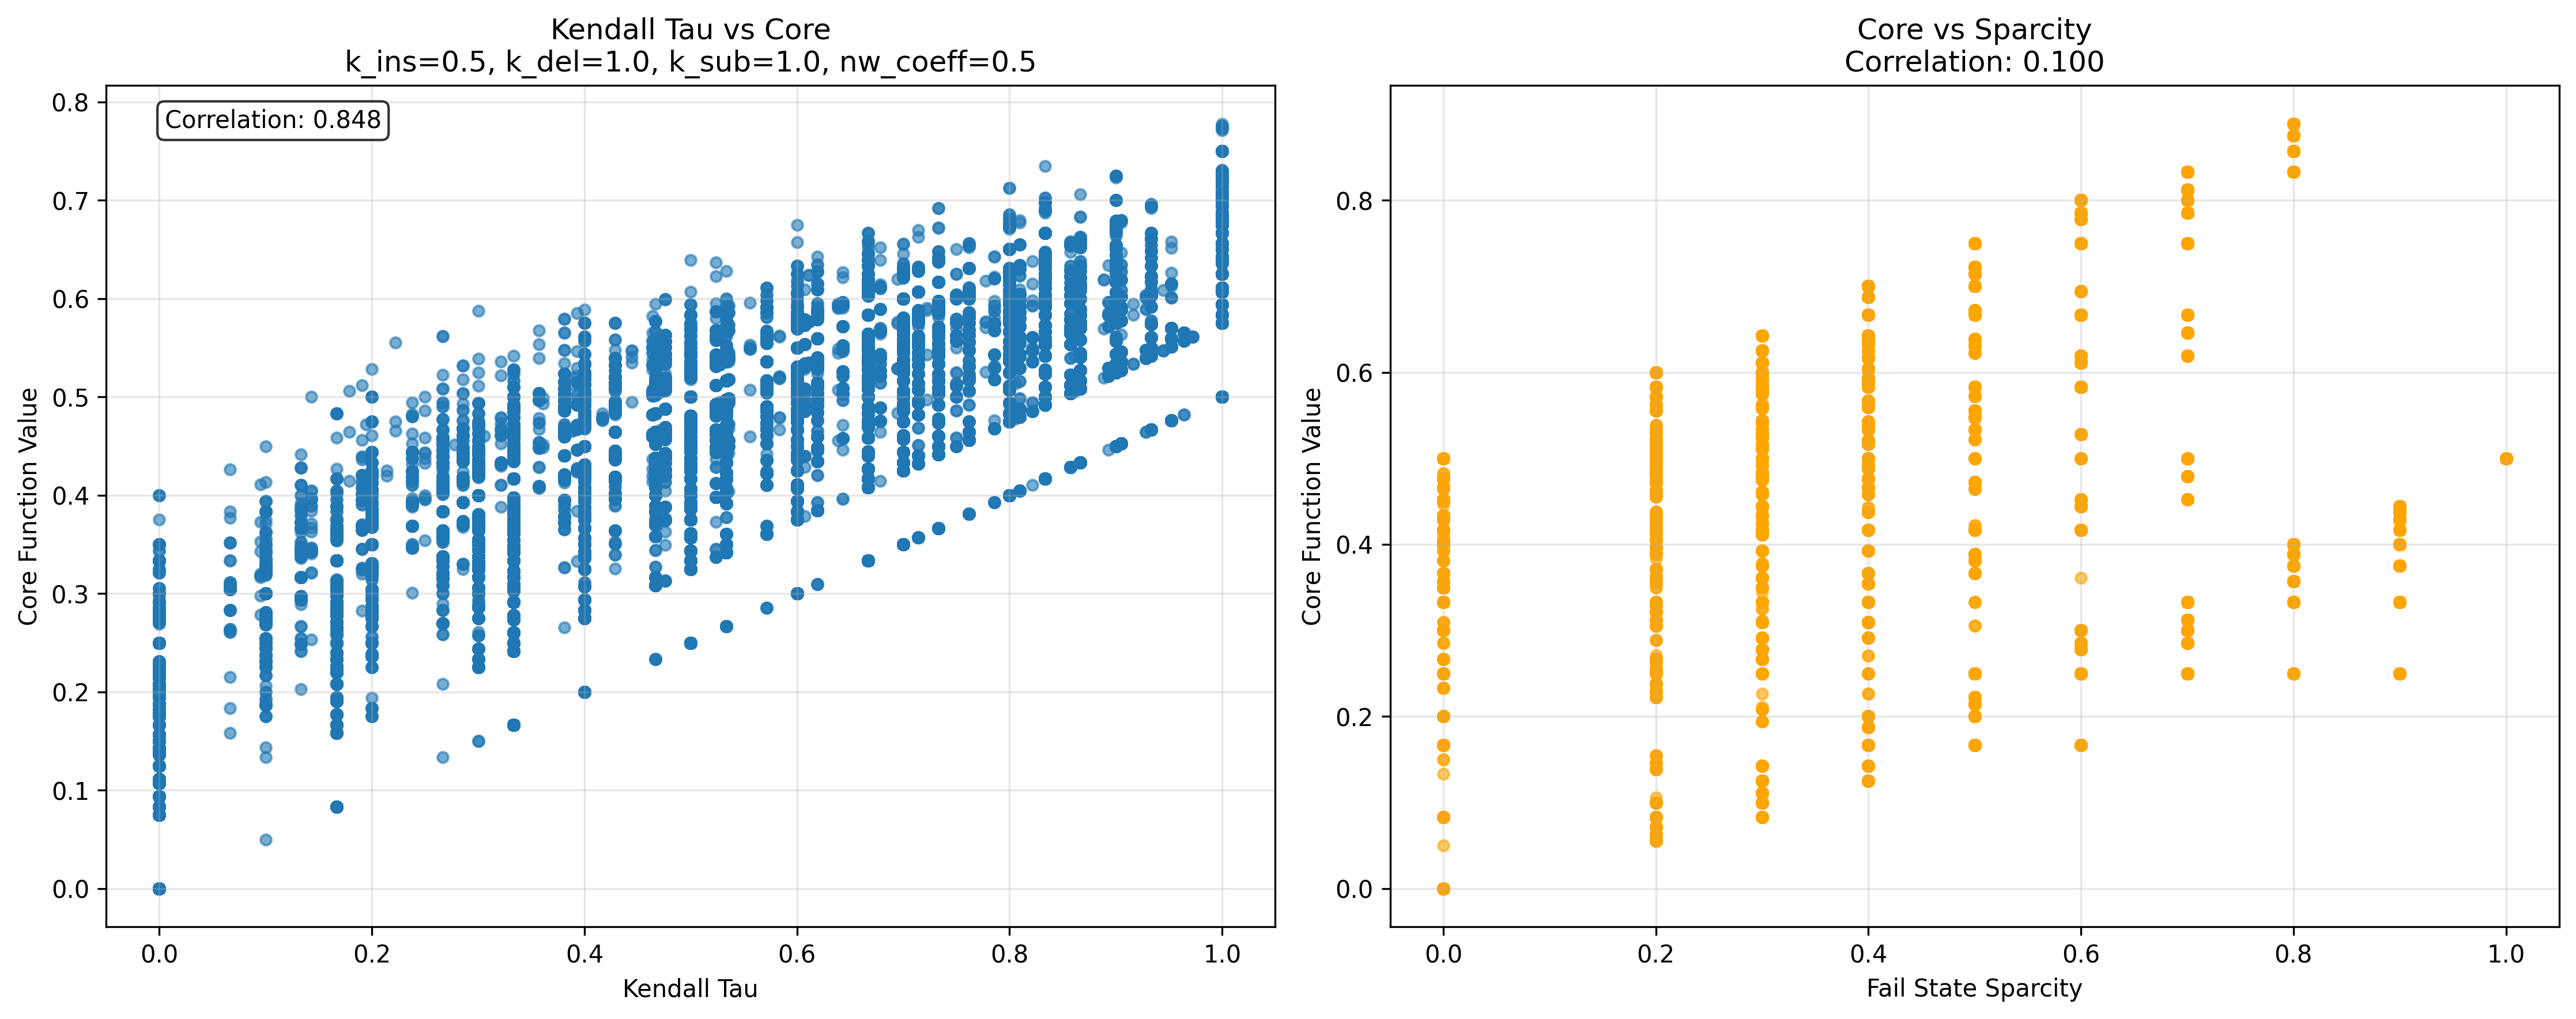 Kendall Tau vs Core
k_ins=0.5, k_del=1.0, k_sub=1.0, nw_coeff=0.5
Correlation: 0.848
Core Function Value
0.8
0.7
0.6
0.5
0.4
0.3
0.2
0.1
0.0
0.0 0.2 0.4 0.6 0.8 1.0
Kendall Tau
Core vs Sparcity
Correlation: 0.100
Core Function Value
0.8
0.6
0.4
0.2
0.0
0.0 0.2 0.4 0.6 0.8 1.0
Fail State Sparcity